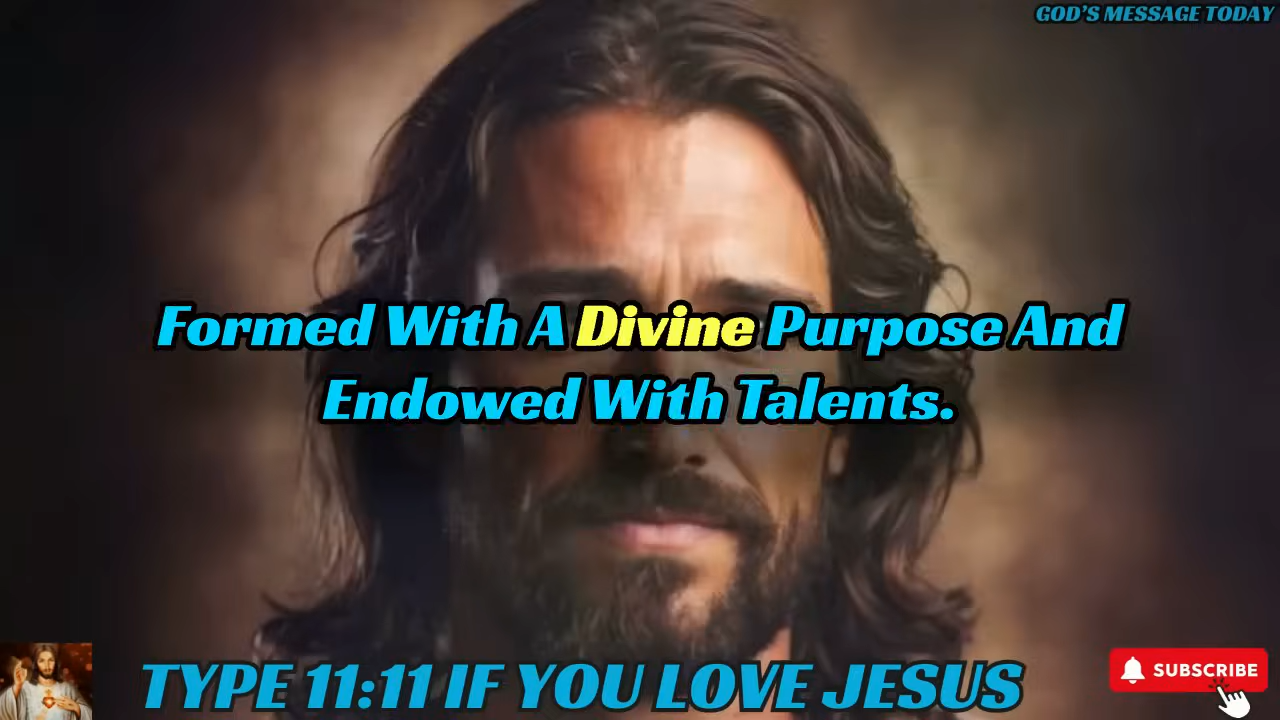 GOD'S MESSAGE TODAY
Formed With A Divine Purpose And
Endowed With Talents.
TYPE 11:11 IF YOU LOVE JESUS
SUBSCRIBE